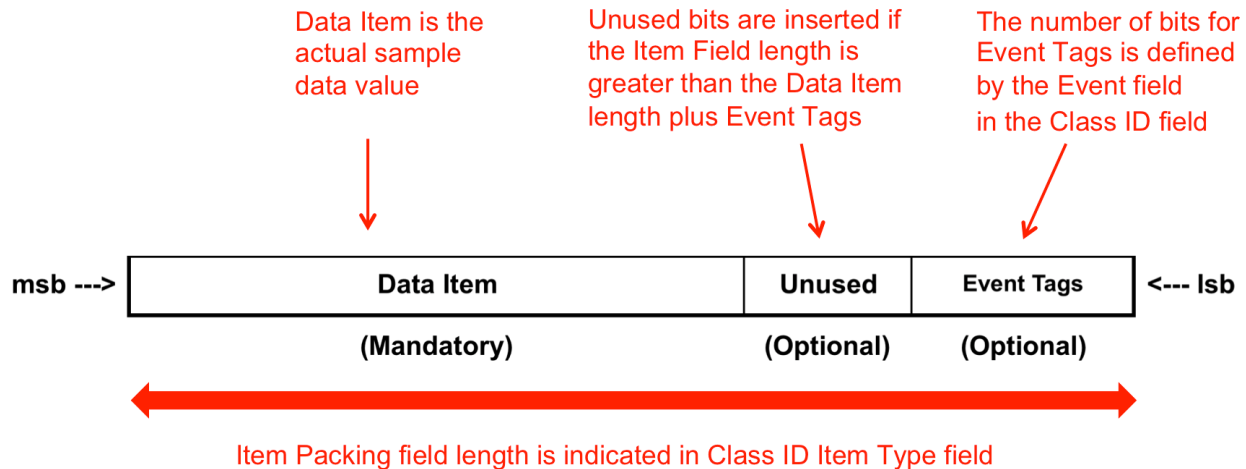 Data Item is the
actual sample
data value
Unused bits are inserted if
the Item Field length is
greater than the Data Item
length plus Event Tags
The number of bits for
Event Tags is defined
by the Event field
in the Class ID field
msb ---> Data Item Unused Event Tags <--- lsb
(Mandatory) (Optional) (Optional)
Item Packing field length is indicated in Class ID Item Type field